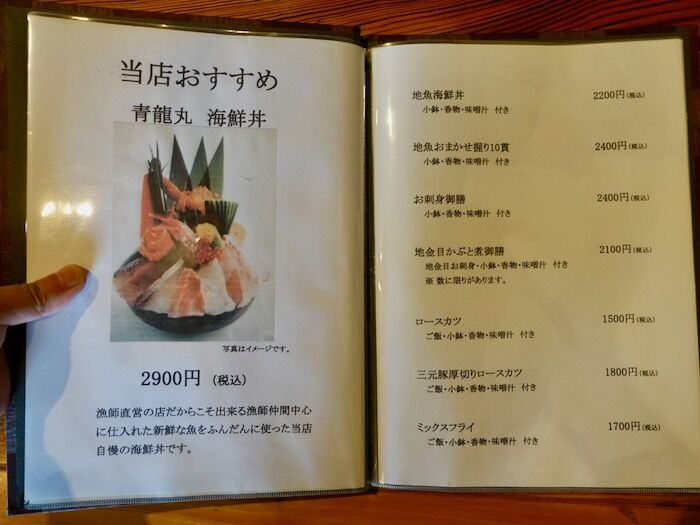 当店おすすめ
青龍丸 海鮮丼
写真はイメージです。
2900円 (税込)
漁師直営の店だからこそ出来る漁師仲間中心
に仕入れた新鮮な魚をふんだんに使った当店
自慢の海鮮丼です。
地魚海鮮丼 2200円(税込)
小鉢・香物・味噌汁 付き
地魚おまかせ握り10貫 2400円(税込)
小鉢・香物・味噌汁 付き
お刺身御膳 2400円(税込)
小鉢・香物・味噌汁 付き
地金目かぶと煮御膳 2100円(税込)
地金目お刺身・小鉢・香物・味噌汁 付き
※ 数に限りがあります。
ロースカツ 1500円(税込)
ご飯・小鉢・香物・味噌汁 付き
三元豚厚切りロースカツ 1800円(税込)
ご飯・小鉢・香物・味噌汁 付き
ミックスフライ 1700円(税込)
ご飯・小鉢・香物・味噌汁 付き